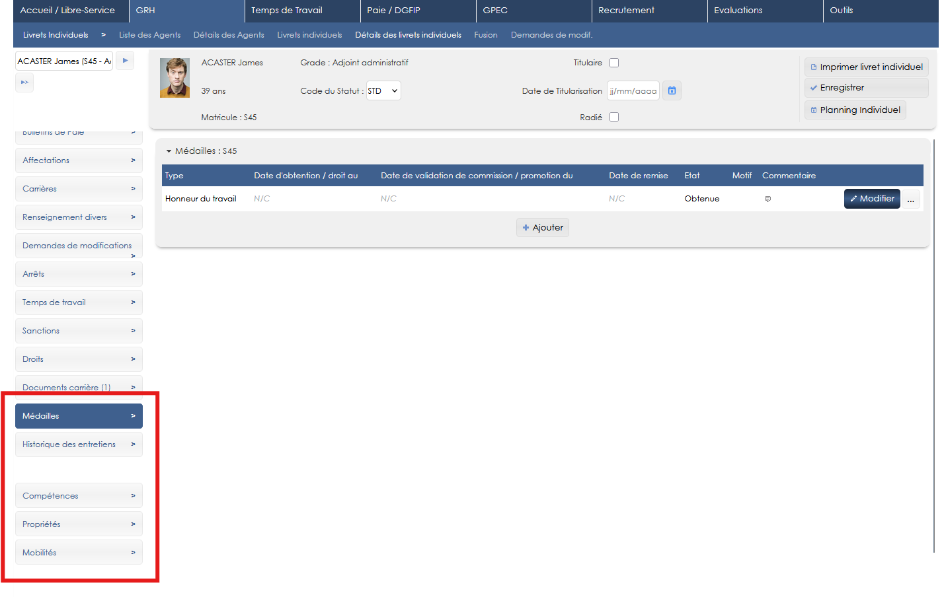 Accueil / Libre-Service GRH Temps de Travail Paie / DGFIP GPEC Recrutement Evaluations Outils
Livrets Individuels > Liste des Agents Détails des Agents Livrets individuels Détails des livrets individuels Fusion Demandes de modif.
ACASTER James (S45 - A
ACASTER James Grade : Adjoint administratif Titulaire
39 ans Code du Statut : STD Date de Titularisation jj/mm/aaaa
Matricule : S45 Radié
Imprimer livret individuel
Enregistrer
Planning Individuel
Bulletins de Paie >
Affectations >
Carrières >
Renseignement divers >
Demandes de modifications >
Arrêts >
Temps de travail >
Sanctions >
Droits >
Documents carrière (1) >
Médailles >
Historique des entretiens >
Compétences >
Propriétés >
Mobilités >
Médailles : S45
Type Date d'obtention / droit au Date de validation de commission / promotion du Date de remise Etat Motif Commentaire
Honneur du travail N/C N/C N/C Obtenue Modifier ...
+ Ajouter